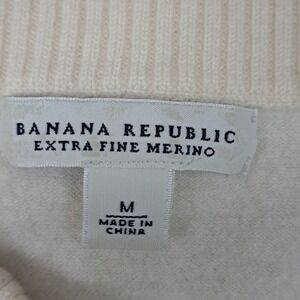 BANANA REPUBLIC
EXTRA FINE MERINO
M
MADE IN
CHINA